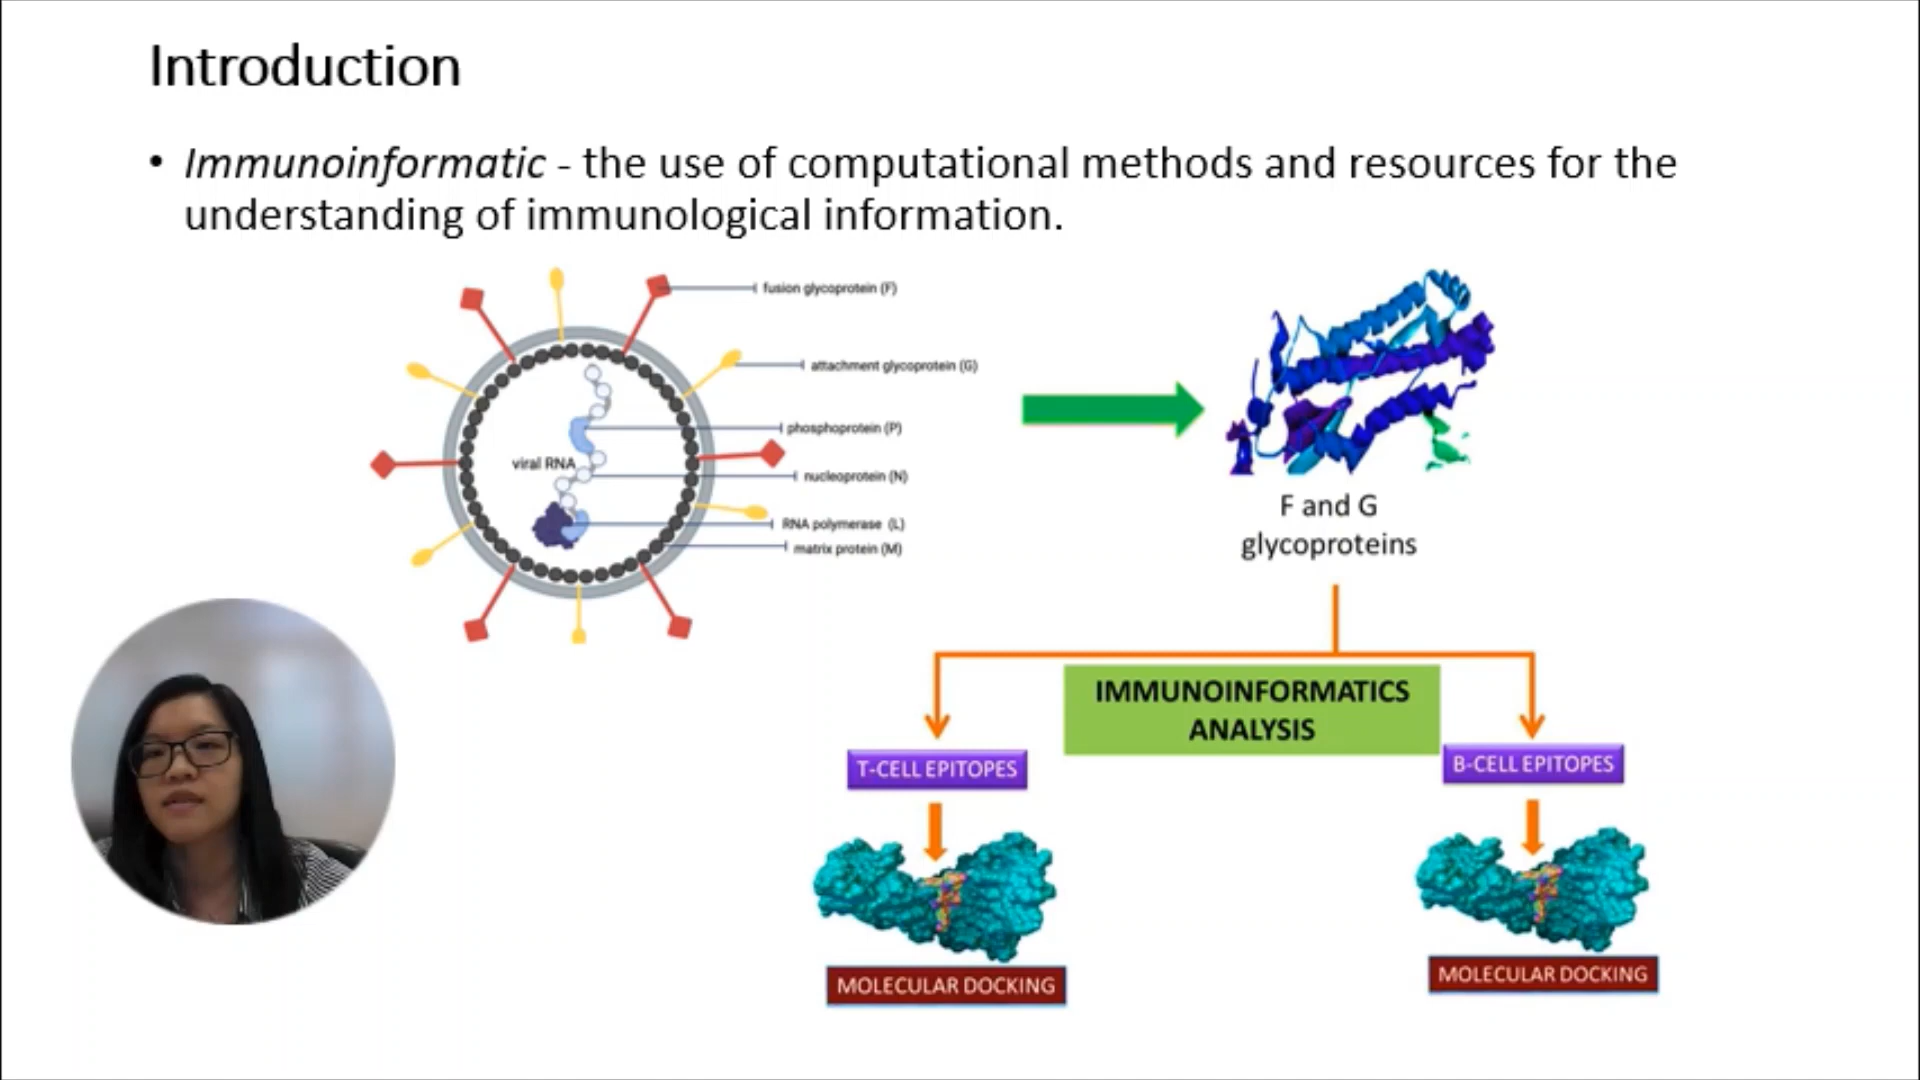 Introduction
• Immunoinformatic - the use of computational methods and resources for the
understanding of immunological information.
fusion glycoprotein (F)
attachment glycoprotein (G)
phosphoprotein (P)
viral RNA
nucleoprotein (N)
RNA polymerase (L)
matrix protein (M)
F and G
glycoproteins
IMMUNOINFORMATICS
ANALYSIS
T-CELL EPITOPES
B-CELL EPITOPES
MOLECULAR DOCKING
MOLECULAR DOCKING